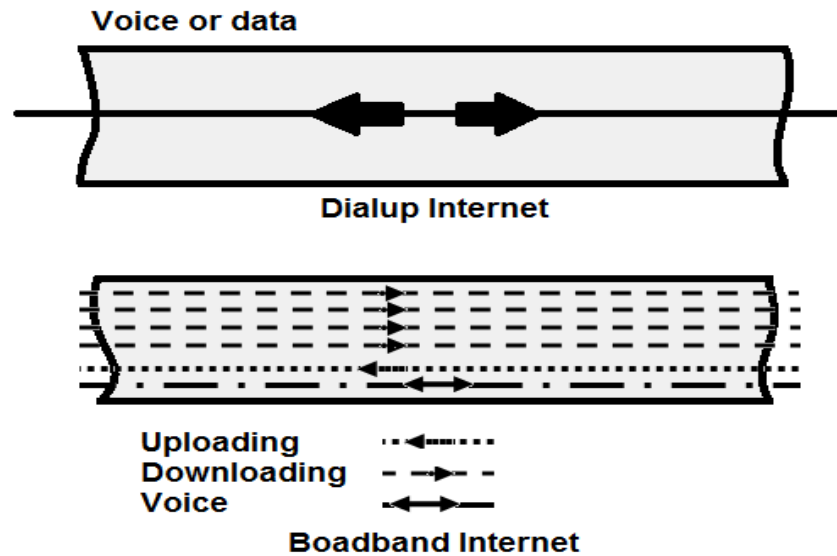 Voice or data
Dialup Internet
Uploading
Downloading
Voice
Boadband Internet